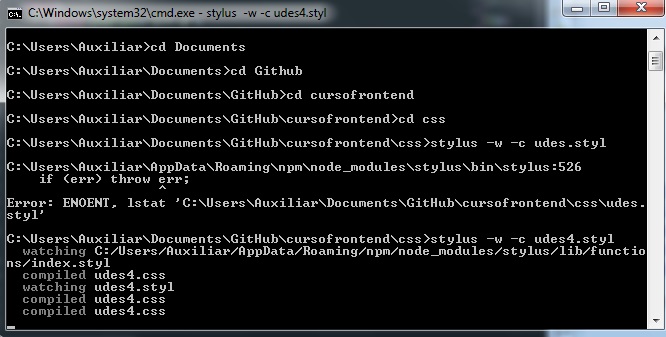 C:\Windows\system32\cmd.exe - stylus -w -c udes4.styl
C:\Users\Auxiliar>cd Documents
C:\Users\Auxiliar\Documents>cd Github
C:\Users\Auxiliar\Documents\GitHub>cd cursofrontend
C:\Users\Auxiliar\Documents\GitHub\cursofrontend>cd css
C:\Users\Auxiliar\Documents\GitHub\cursofrontend\css>stylus -w -c udes.styl
C:\Users\Auxiliar\AppData\Roaming\npm\node_modules\stylus\bin\stylus:526
if (err) throw err;
^
Error: ENOENT, lstat 'C:\Users\Auxiliar\Documents\GitHub\cursofrontend\css\udes.
styl'
C:\Users\Auxiliar\Documents\GitHub\cursofrontend\css>stylus -w -c udes4.styl
watching C:/Users/Auxiliar/AppData/Roaming/npm/node_modules/stylus/lib/functio
ns/index.styl
compiled udes4.css
watching udes4.styl
compiled udes4.css
compiled udes4.css